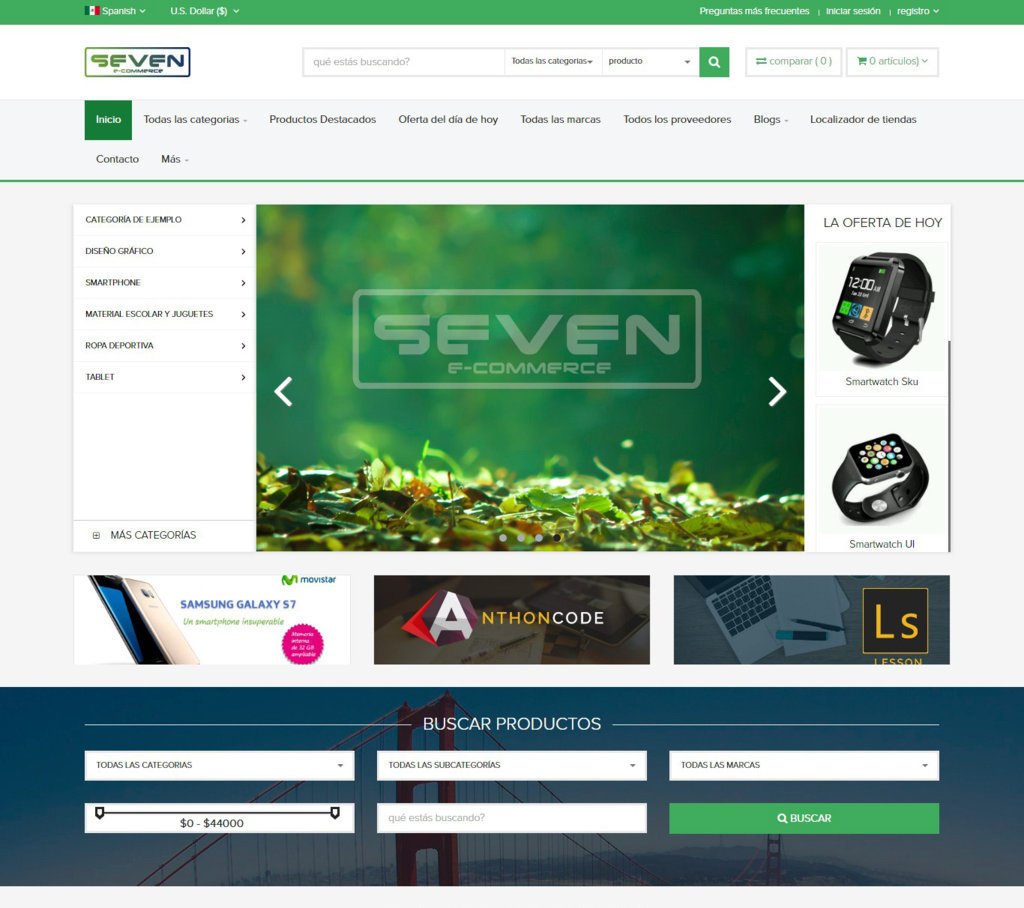 Spanish
U.S. Dollar ($)
Preguntas más frecuentes | iniciar sesión | registro
SEVEN
E-COMMERCE
qué estás buscando?
Todas las categorias
producto
comparar ( 0 )
0 artículos)
Inicio
Todas las categorias
Productos Destacados
Oferta del día de hoy
Todas las marcas
Todos los proveedores
Blogs
Localizador de tiendas
Contacto
Más
CATEGORÍA DE EJEMPLO
DISEÑO GRÁFICO
SMARTPHONE
MATERIAL ESCOLAR Y JUGUETES
ROPA DEPORTIVA
TABLET
MÁS CATEGORÍAS
SEVEN
E-COMMERCE
LA OFERTA DE HOY
12:00 AM
Smartwatch Sku
Smartwatch UI
movistar
SAMSUNG GALAXY S7
Un smartphone insuperable
Memoria
interna
de 32 GB
ampliable
ANTHONCODE
Ls
LESSON
BUSCAR PRODUCTOS
TODAS LAS CATEGORIAS
TODAS LAS SUBCATEGORÍAS
TODAS LAS MARCAS
$0 - $44000
qué estás buscando?
BUSCAR